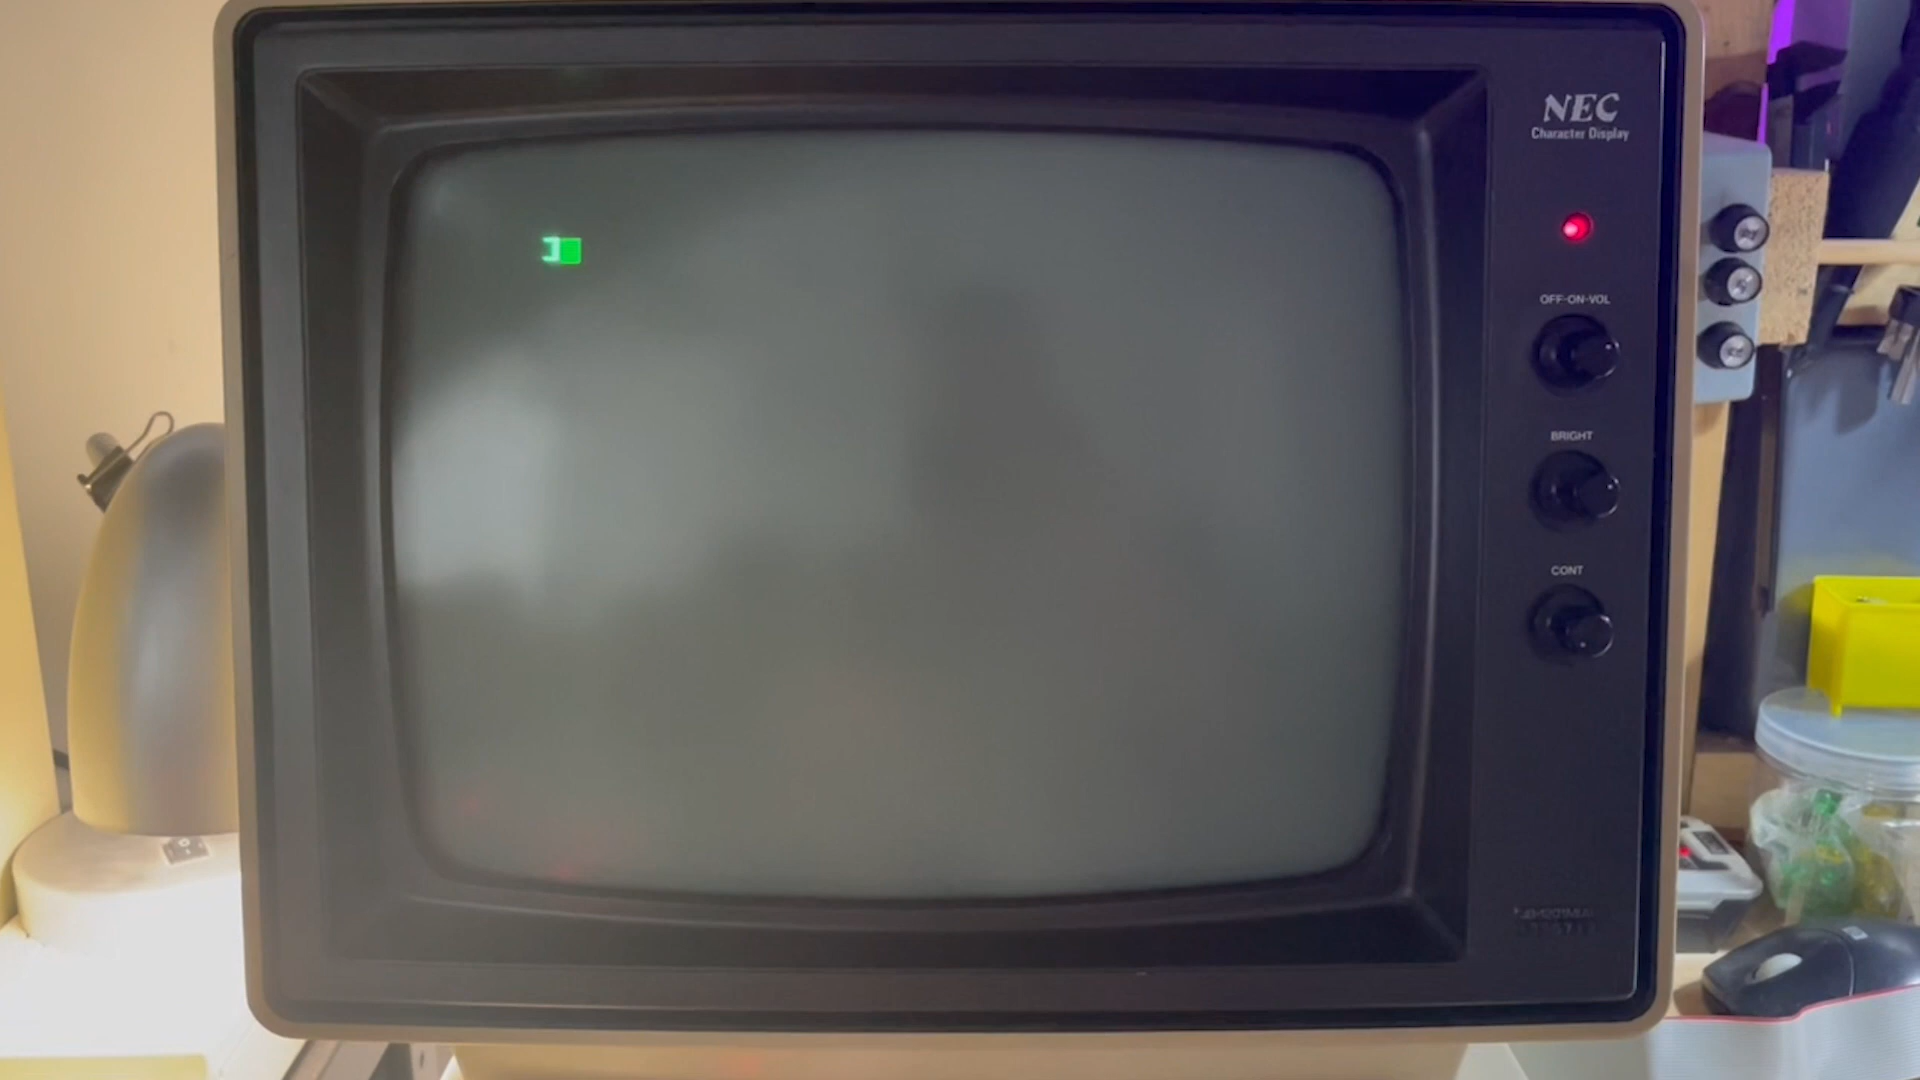 NEC
Character Display
OFF-ON-VOL
BRIGHT
CONT
]